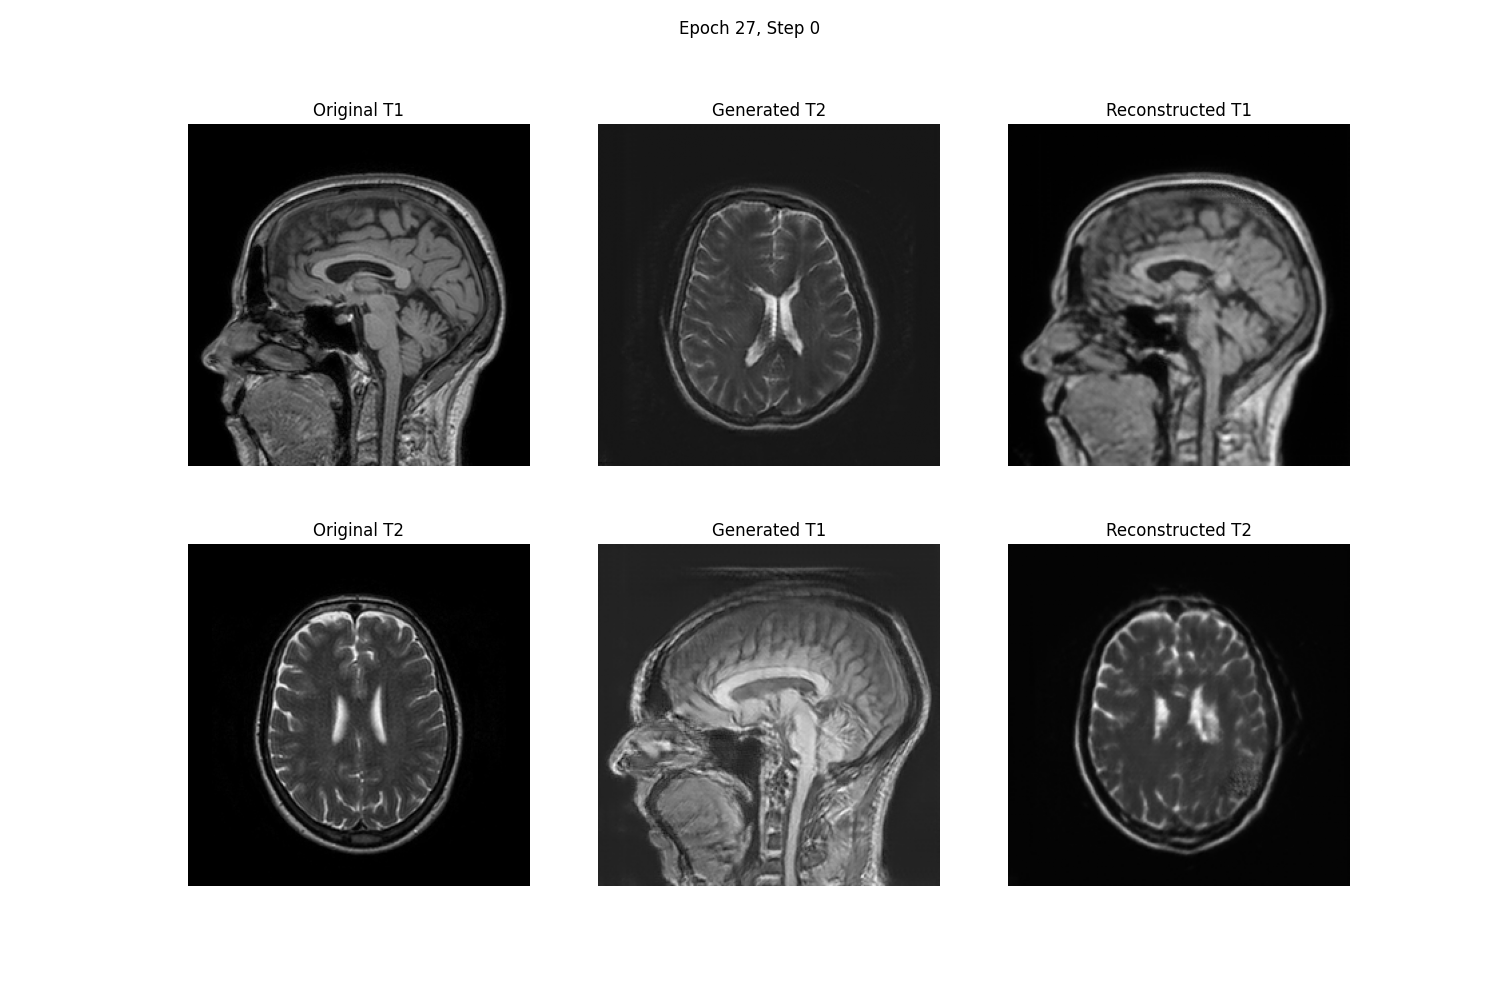 Epoch 27, Step 0
Original T1
Generated T2
Reconstructed T1
Original T2
Generated T1
Reconstructed T2